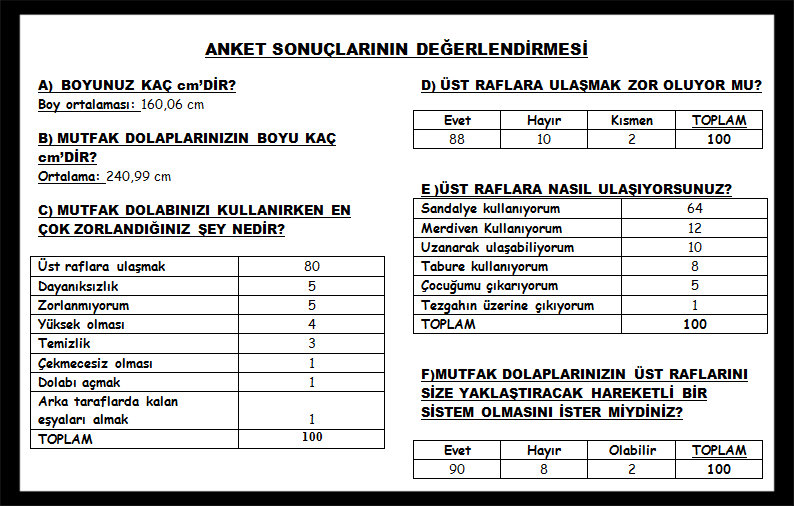 ANKET SONUÇLARININ DEĞERLENDİRMESİ
A) BOYUNUZ KAÇ cm’DİR?
Boy ortalaması: 160,06 cm
B) MUTFAK DOLAPLARINIZIN BOYU KAÇ
cm’DİR?
Ortalama: 240,99 cm
C) MUTFAK DOLABINIZI KULLANIRKEN EN
ÇOK ZORLANDIĞINIZ ŞEY NEDİR?
Üst raflara ulaşmak 80
Dayanıksızlık 5
Zorlanmıyorum 5
Yüksek olması 4
Temizlik 3
Çekmecesiz olması 1
Dolabı açmak 1
Arka taraflarda kalan
eşyaları almak 1
TOPLAM 100
D) ÜST RAFLARA ULAŞMAK ZOR OLUYOR MU?
Evet Hayır Kısmen TOPLAM
88 10 2 100
E )ÜST RAFLARA NASIL ULAŞIYORSUNUZ?
Sandalye kullanıyorum 64
Merdiven Kullanıyorum 12
Uzanarak ulaşabiliyorum 10
Tabure kullanıyorum 8
Çocuğumu çıkarıyorum 5
Tezgahın üzerine çıkıyorum 1
TOPLAM 100
F)MUTFAK DOLAPLARINIZIN ÜST RAFLARINI
SİZE YAKLAŞTIRACAK HAREKETLİ BİR
SİSTEM OLMASINI İSTER MİYDİNİZ?
Evet Hayır Olabilir TOPLAM
90 8 2 100